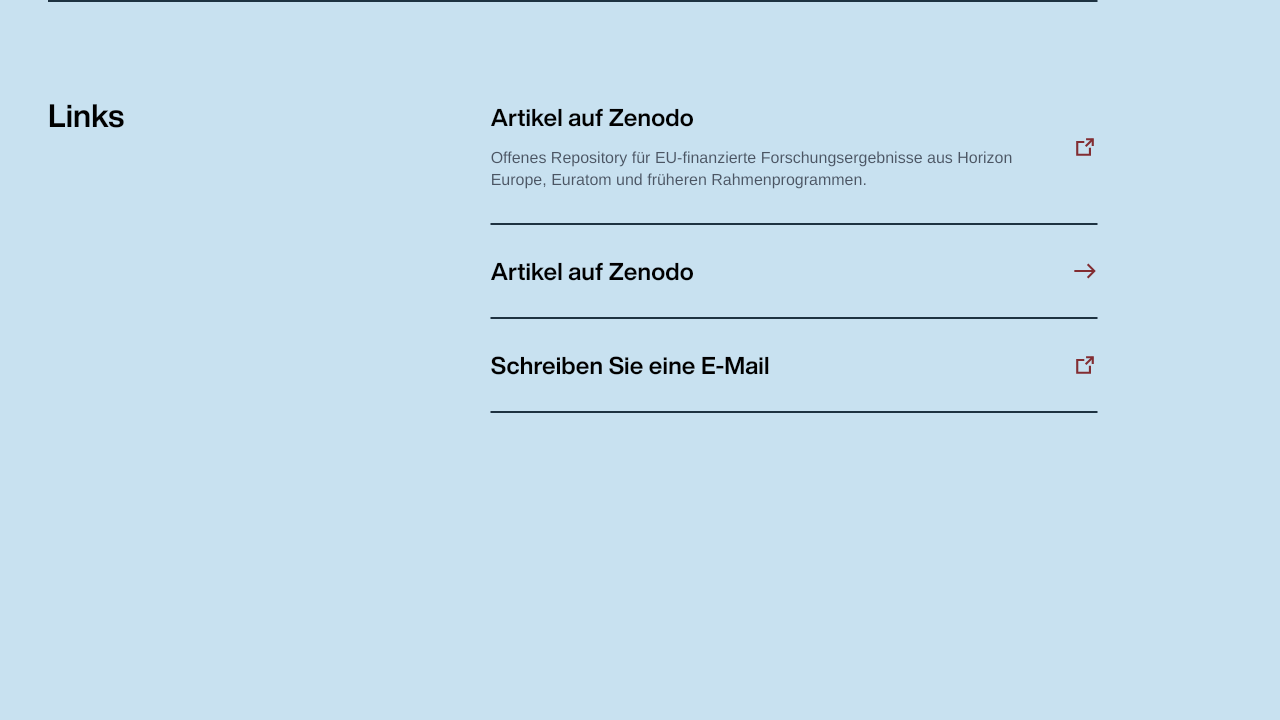 Links
Artikel auf Zenodo
Offenes Repository für EU-finanzierte Forschungsergebnisse aus Horizon
Europe, Euratom und früheren Rahmenprogrammen.
Artikel auf Zenodo
Schreiben Sie eine E-Mail